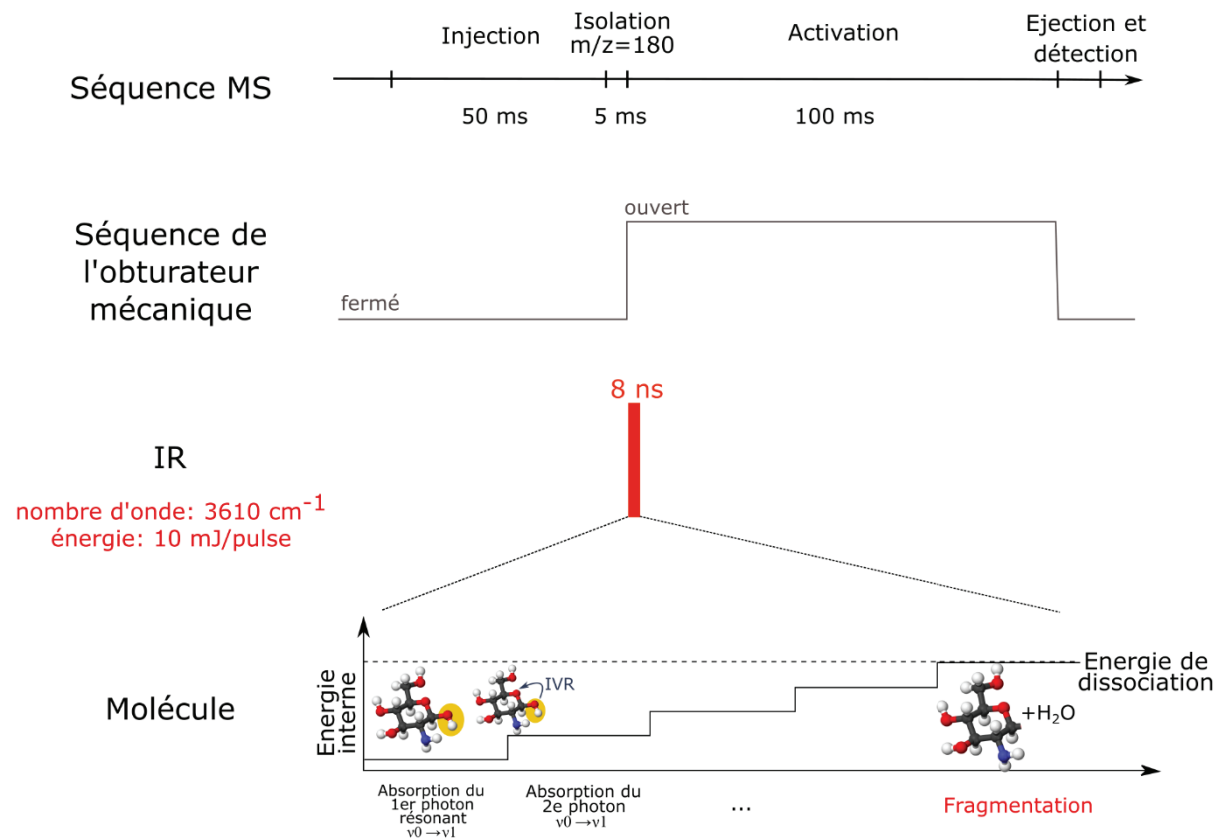 Injection
Isolation
m/z=180
Activation
Ejection et
détection
Séquence MS
50 ms
5 ms
100 ms
Séquence de
l'obturateur
mécanique
ouvert
fermé
8 ns
IR
nombre d'onde: 3610 cm⁻¹
énergie: 10 mJ/pulse
Molécule
Energie
interne
IVR
Energie de
dissociation
+H₂O
Absorption du
1er photon
résonant
ν0→ν1
Absorption du
2e photon
ν0→ν1
...
Fragmentation